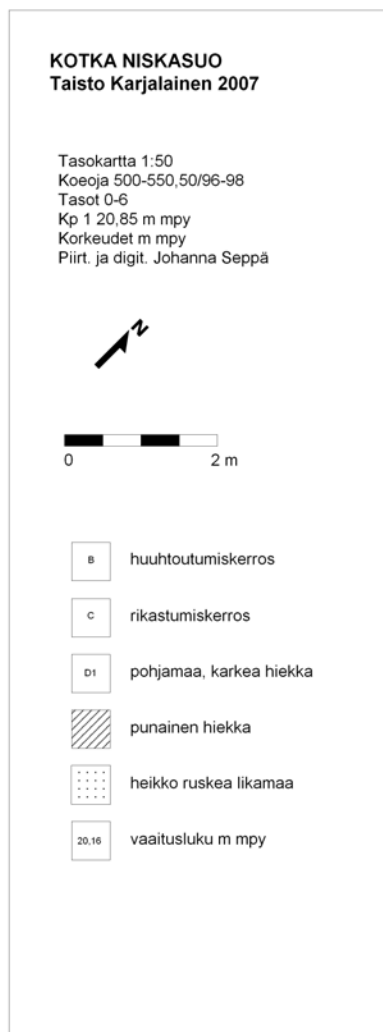 KOTKA NISKASUO
Taisto Karjalainen 2007
Tasokartta 1:50
Koeoja 500-550,50/96-98
Tasot 0-6
Kp 1 20,85 m mpy
Korkeudet m mpy
Piirt. ja digit. Johanna Seppä
N
0 2 m
B huuhtoutumiskerros
C rikastumiskerros
D1 pohjamaa, karkea hiekka
punainen hiekka
heikko ruskea likamaa
20,16 vaaitusluku m mpy